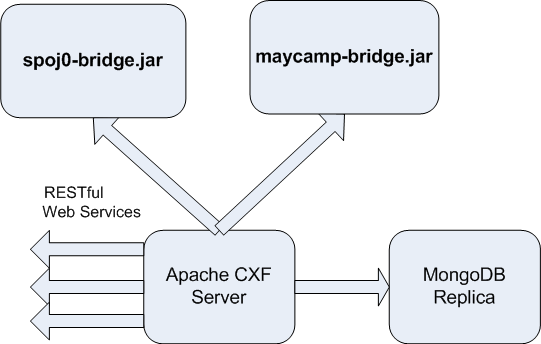 spoj0-bridge.jar
maycamp-bridge.jar
RESTful
Web Services
Apache CXF
Server
MongoDB
Replica